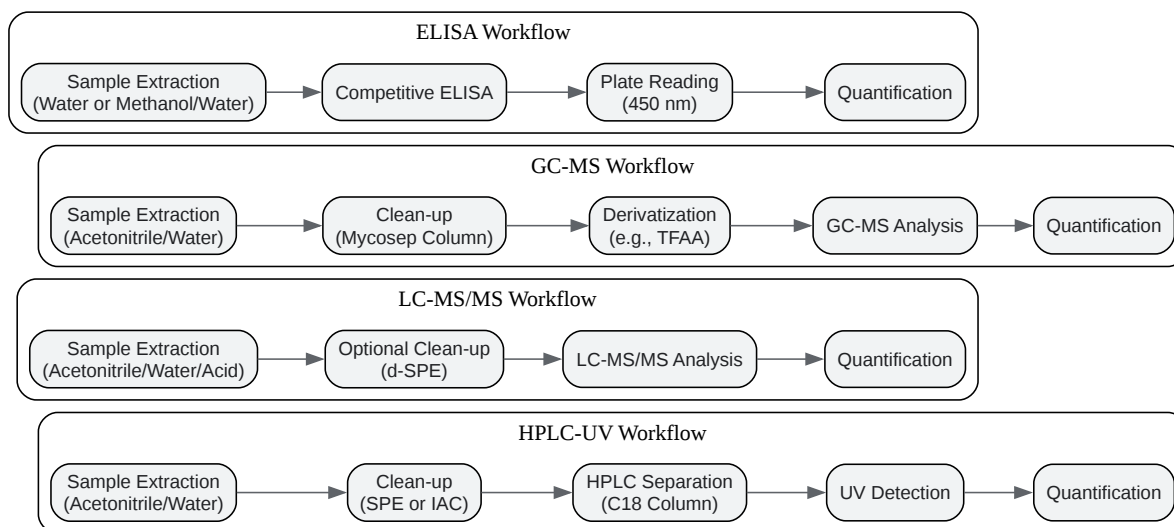 ELISA Workflow
Sample Extraction
(Water or Methanol/Water)
Competitive ELISA
Plate Reading
(450 nm)
Quantification
GC-MS Workflow
Sample Extraction
(Acetonitrile/Water)
Clean-up
(Mycosep Column)
Derivatization
(e.g., TFAA)
GC-MS Analysis
Quantification
LC-MS/MS Workflow
Sample Extraction
(Acetonitrile/Water/Acid)
Optional Clean-up
(d-SPE)
LC-MS/MS Analysis
Quantification
HPLC-UV Workflow
Sample Extraction
(Acetonitrile/Water)
Clean-up
(SPE or IAC)
HPLC Separation
(C18 Column)
UV Detection
Quantification